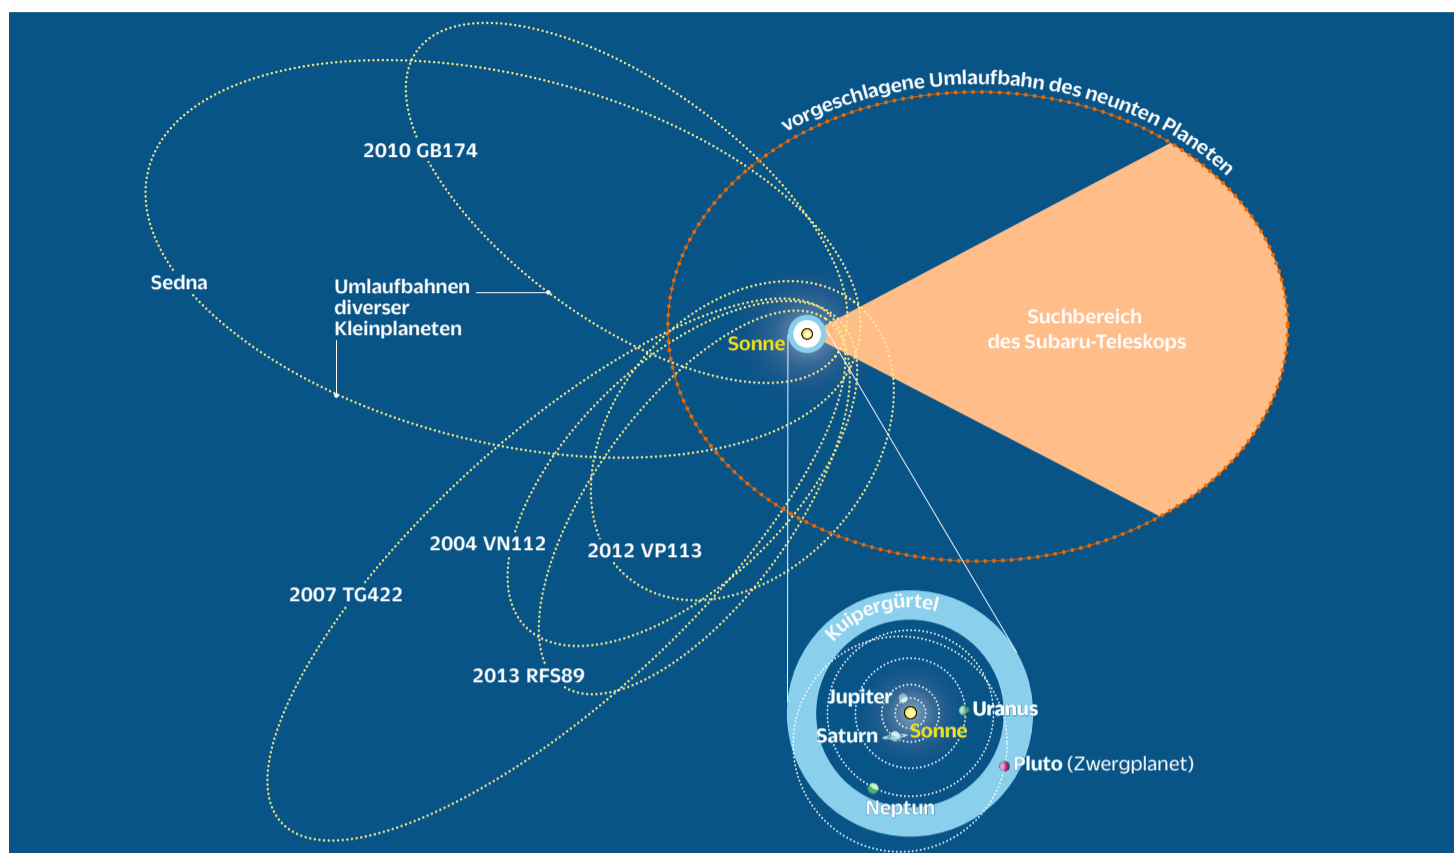 vorgeschlagene Umlaufbahn des neunten Planeten
2010 GB174
Sedna
Umlaufbahnen
diverser
Kleinplaneten
Sonne
Suchbereich
des Subaru-Teleskops
2004 VN112
2012 VP113
2007 TG422
2013 RFS89
Kuipergürtel
Jupiter
Uranus
Saturn
Sonne
Pluto (Zwergplanet)
Neptun